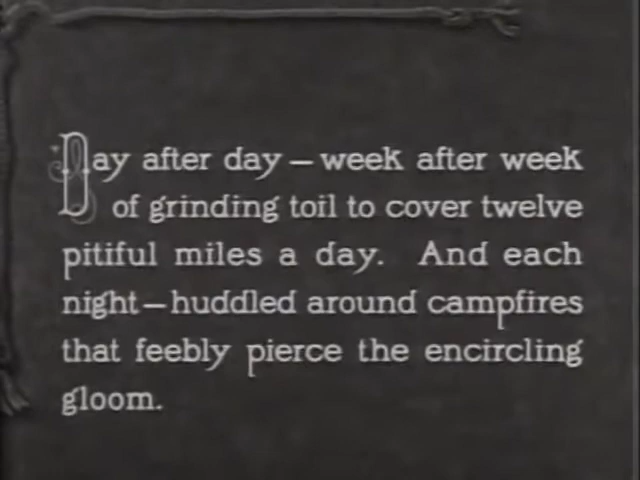 Day after day — week after week
of grinding toil to cover twelve
pitiful miles a day. And each
night — huddled around campfires
that feebly pierce the encircling
gloom.